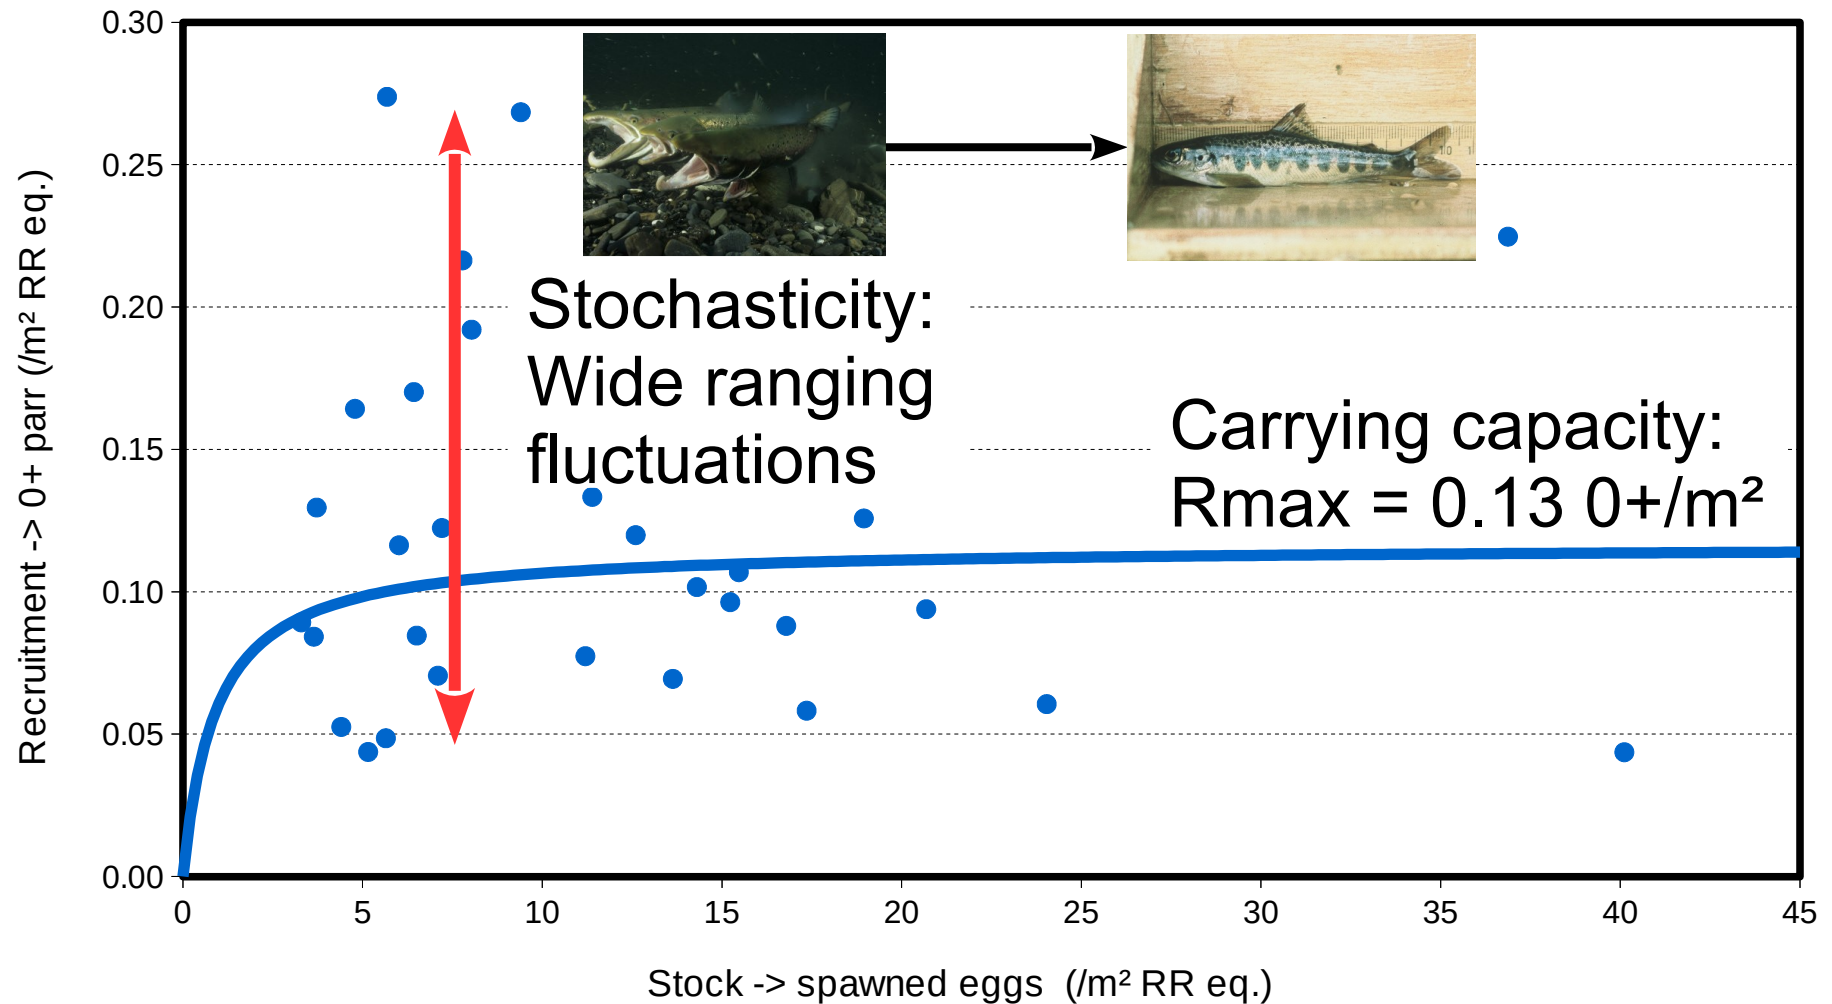 0.30
0.25
0.20
0.15
0.10
0.05
0.00
Recruitment -> 0+ parr (/m² RR eq.)
Stochasticity:
Wide ranging
fluctuations
Carrying capacity:
Rmax = 0.13 0+/m²
0 5 10 15 20 25 30 35 40 45
Stock -> spawned eggs (/m² RR eq.)